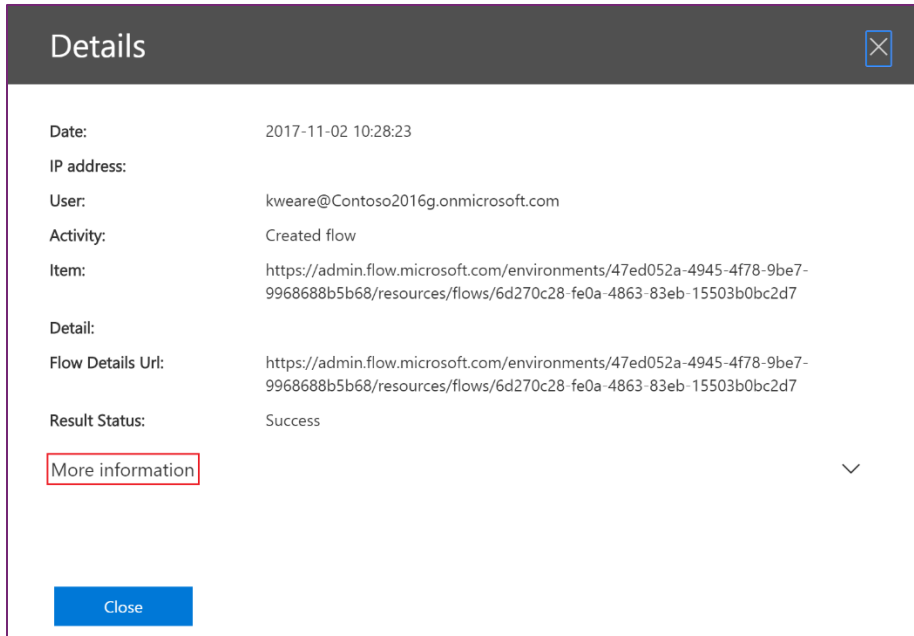 Details
Date: 2017-11-02 10:28:23
IP address:
User: kweare@Contoso2016g.onmicrosoft.com
Activity: Created flow
Item: https://admin.flow.microsoft.com/environments/47ed052a-4945-4f78-9be7-
9968688b5b68/resources/flows/6d270c28-fe0a-4863-83eb-15503b0bc2d7
Detail:
Flow Details Url: https://admin.flow.microsoft.com/environments/47ed052a-4945-4f78-9be7-
9968688b5b68/resources/flows/6d270c28-fe0a-4863-83eb-15503b0bc2d7
Result Status: Success
More information
Close